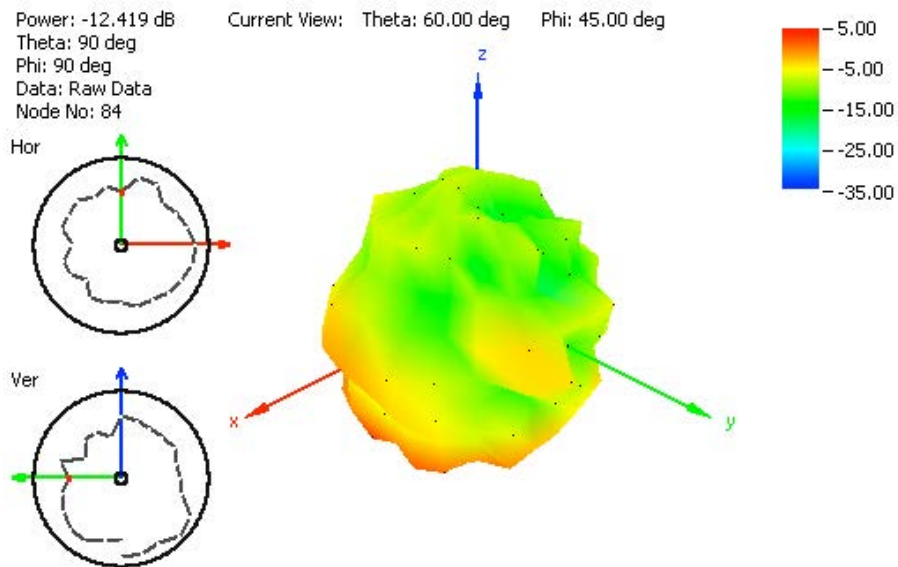 Power: -12.419 dB
Theta: 90 deg
Phi: 90 deg
Data: Raw Data
Node No: 84
Current View: Theta: 60.00 deg Phi: 45.00 deg
Hor
Ver
z
x
y
5.00
-5.00
-15.00
-25.00
-35.00